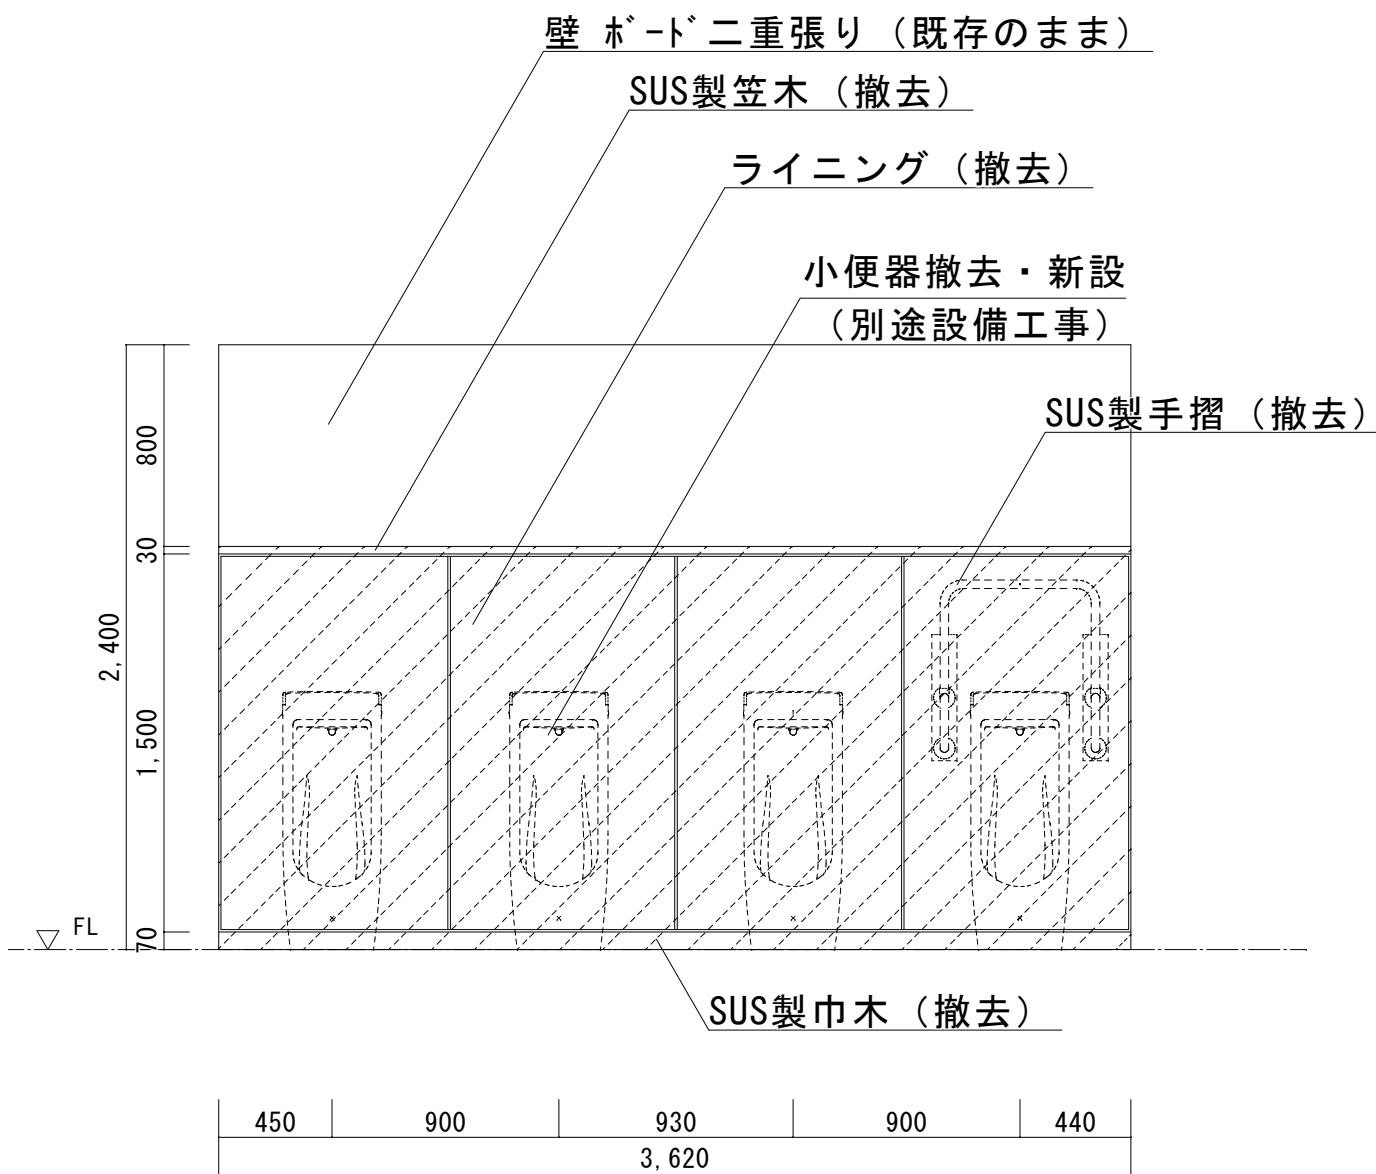 壁 ﾎﾞｰﾄﾞ二重張り（既存のまま）
SUS製笠木（撤去）
ライニング（撤去）
小便器撤去・新設
（別途設備工事）
SUS製手摺（撤去）
800
30
2,400
1,500
70
FL
SUS製巾木（撤去）
450 900 930 900 440
3,620